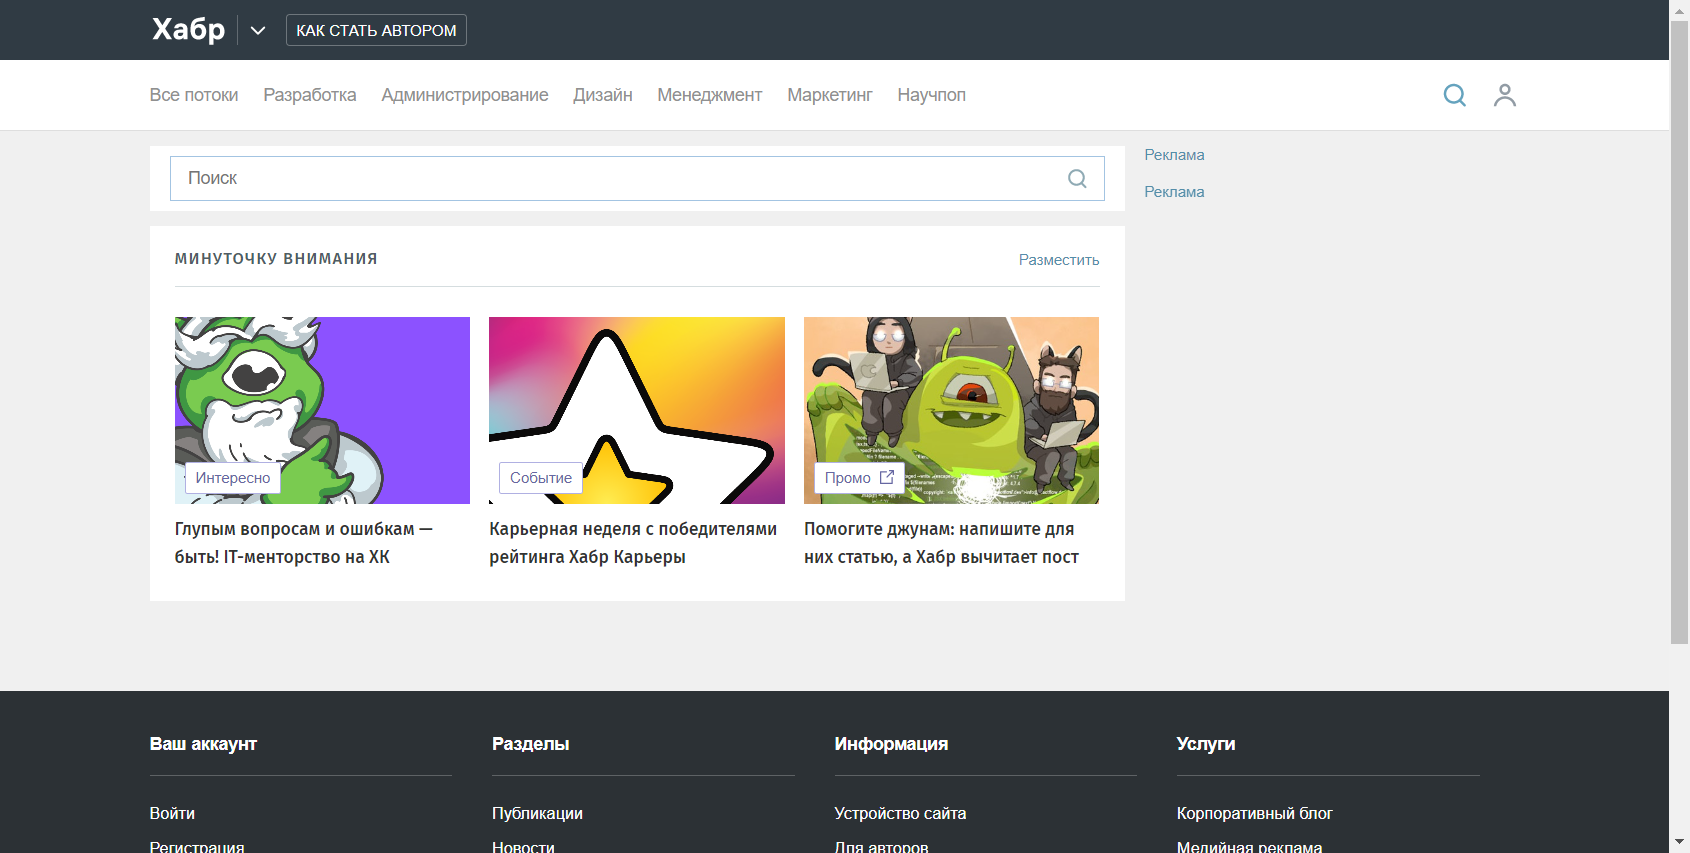 Хабр
КАК СТАТЬ АВТОРОМ
Все потоки Разработка Администрирование Дизайн Менеджмент Маркетинг Научпоп
Поиск
Реклама
Реклама
МИНУТОЧКУ ВНИМАНИЯ
Разместить
Интересно
Глупым вопросам и ошибкам —
быть! IT-менторство на ХК
Событие
Карьерная неделя с победителями
рейтинга Хабр Карьеры
Промо
Помогите джунам: напишите для
них статью, а Хабр вычитает пост
Ваш аккаунт
Войти
Регистрация
Разделы
Публикации
Новости
Информация
Устройство сайта
Для авторов
Услуги
Корпоративный блог
Медийная реклама